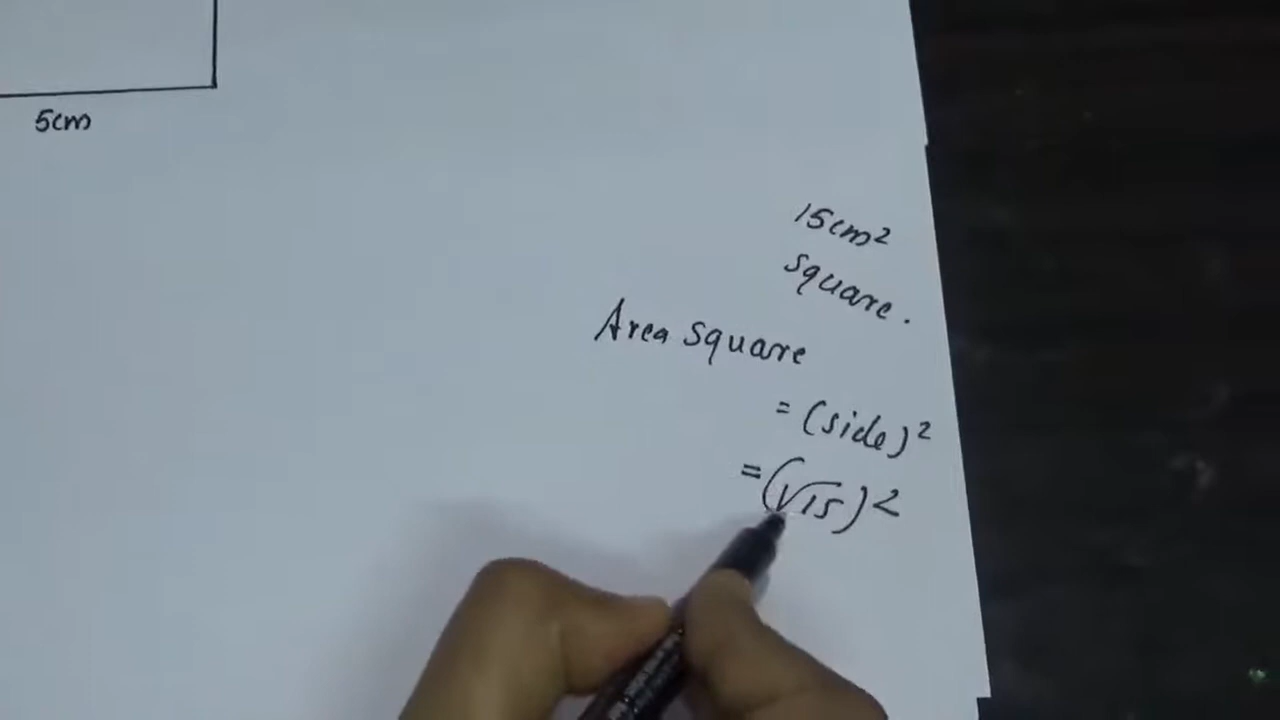 5cm
15cm²
square.
Area square
= (side)²
= (√15)²